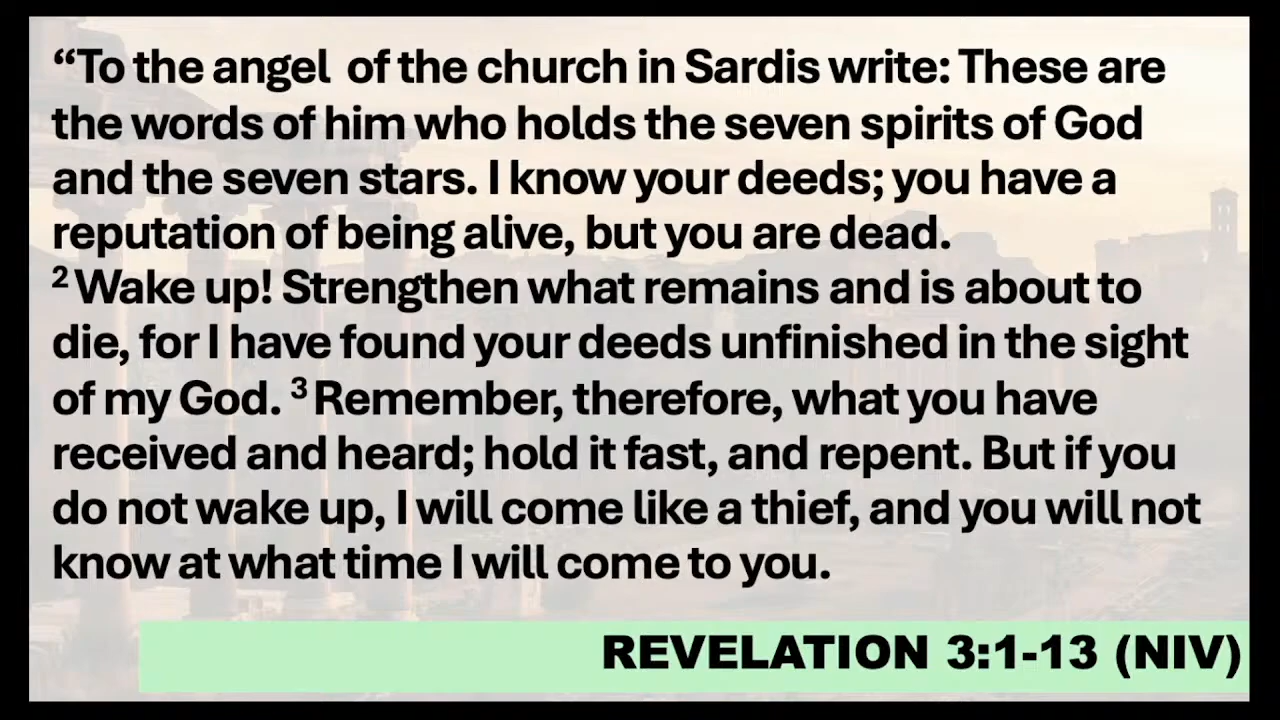 “To the angel  of the church in Sardis write: These are
the words of him who holds the seven spirits of God
and the seven stars. I know your deeds; you have a
reputation of being alive, but you are dead.
² Wake up! Strengthen what remains and is about to
die, for I have found your deeds unfinished in the sight
of my God. ³ Remember, therefore, what you have
received and heard; hold it fast, and repent. But if you
do not wake up, I will come like a thief, and you will not
know at what time I will come to you.
REVELATION 3:1-13 (NIV)